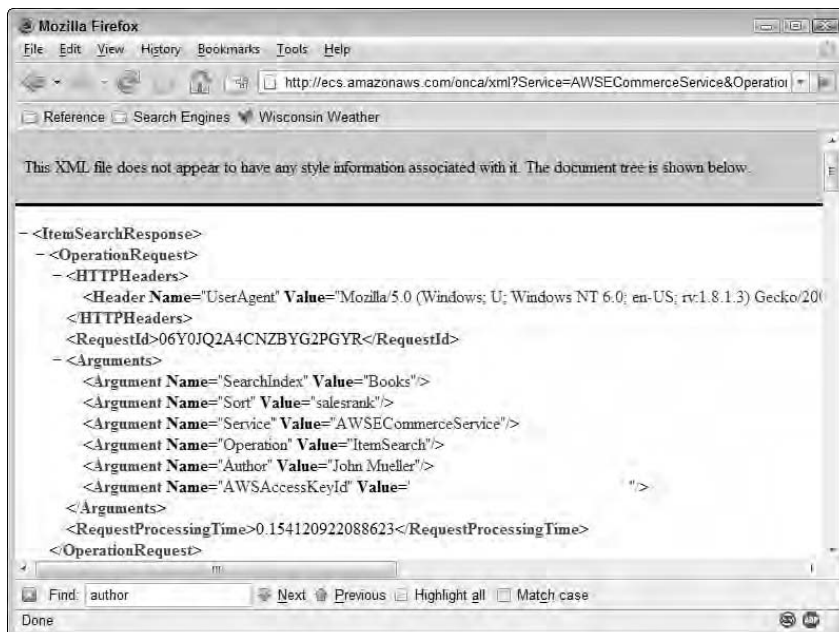 Mozilla Firefox
File Edit View History Bookmarks Tools Help
http://ecs.amazonaws.com/onca/xml?Service=AWSECommerceService&Operation
Reference Search Engines Wisconsin Weather
This XML file does not appear to have any style information associated with it. The document tree is shown below.
− <ItemSearchResponse>
− <OperationRequest>
− <HTTPHeaders>
<Header Name="UserAgent" Value="Mozilla/5.0 (Windows; U; Windows NT 6.0; en-US; rv:1.8.1.3) Gecko/200
</HTTPHeaders>
<RequestId>06Y0JQ2A4CNZBYG2PGYR</RequestId>
− <Arguments>
<Argument Name="SearchIndex" Value="Books"/>
<Argument Name="Sort" Value="salesrank"/>
<Argument Name="Service" Value="AWSECommerceService"/>
<Argument Name="Operation" Value="ItemSearch"/>
<Argument Name="Author" Value="John Mueller"/>
<Argument Name="AWSAccessKeyId" Value=' "/>
</Arguments>
<RequestProcessingTime>0.154120922088623</RequestProcessingTime>
</OperationRequest>
Find: author Next Previous Highlight all Match case
Done ABP